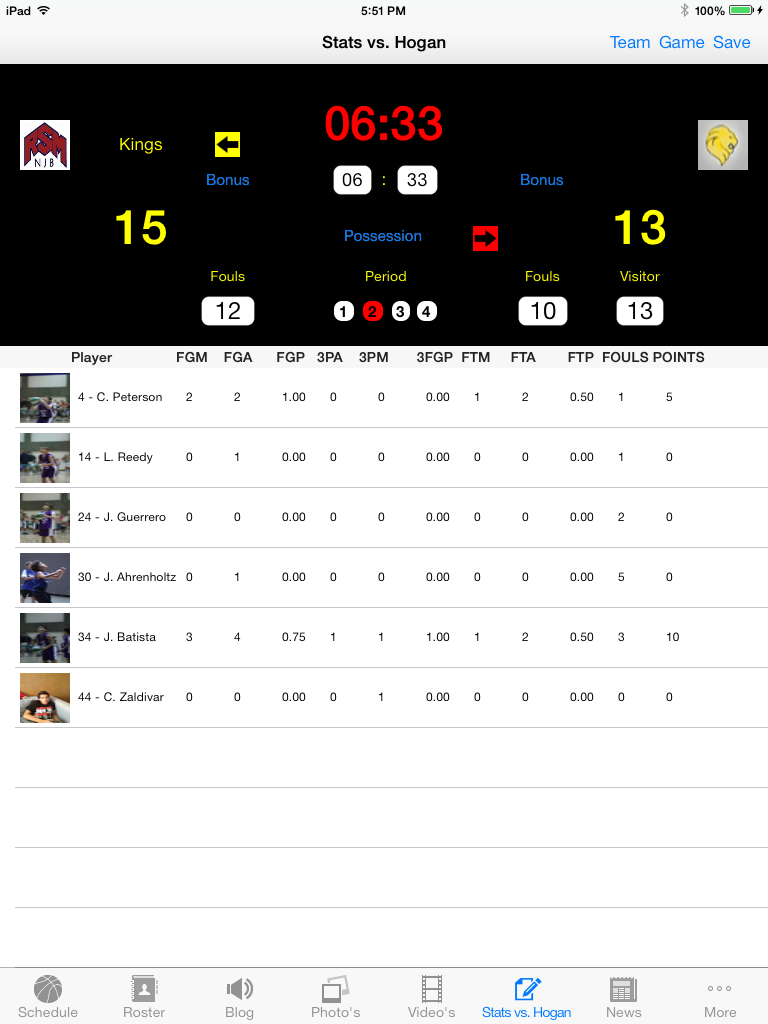 iPad 5:51 PM 100%
Stats vs. Hogan Team Game Save
06:33
RSM
NJB
Kings
Bonus 06 : 33 Bonus
15 13
Possession
Fouls Period Fouls Visitor
12 1 2 3 4 10 13
Player FGM FGA FGP 3PA 3PM 3FGP FTM FTA FTP FOULS POINTS
4 - C. Peterson 2 2 1.00 0 0 0.00 1 2 0.50 1 5
14 - L. Reedy 0 1 0.00 0 0 0.00 0 0 0.00 1 0
24 - J. Guerrero 0 0 0.00 0 0 0.00 0 0 0.00 2 0
30 - J. Ahrenholtz 0 1 0.00 0 0 0.00 0 0 0.00 5 0
34 - J. Batista 3 4 0.75 1 1 1.00 1 2 0.50 3 10
44 - C. Zaldivar 0 0 0.00 0 1 0.00 0 0 0.00 0 0
Schedule Roster Blog Photo's Video's Stats vs. Hogan News More